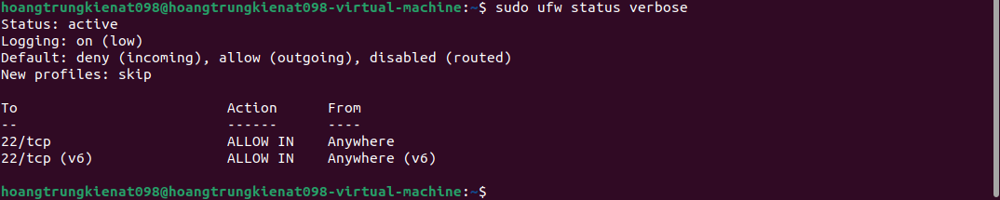 hoangtrungkienat098@hoangtrungkienat098-virtual-machine:~$ sudo ufw status verbose
Status: active
Logging: on (low)
Default: deny (incoming), allow (outgoing), disabled (routed)
New profiles: skip
To                         Action      From
--                         ------      ----
22/tcp                     ALLOW IN    Anywhere
22/tcp (v6)                ALLOW IN    Anywhere (v6)
hoangtrungkienat098@hoangtrungkienat098-virtual-machine:~$